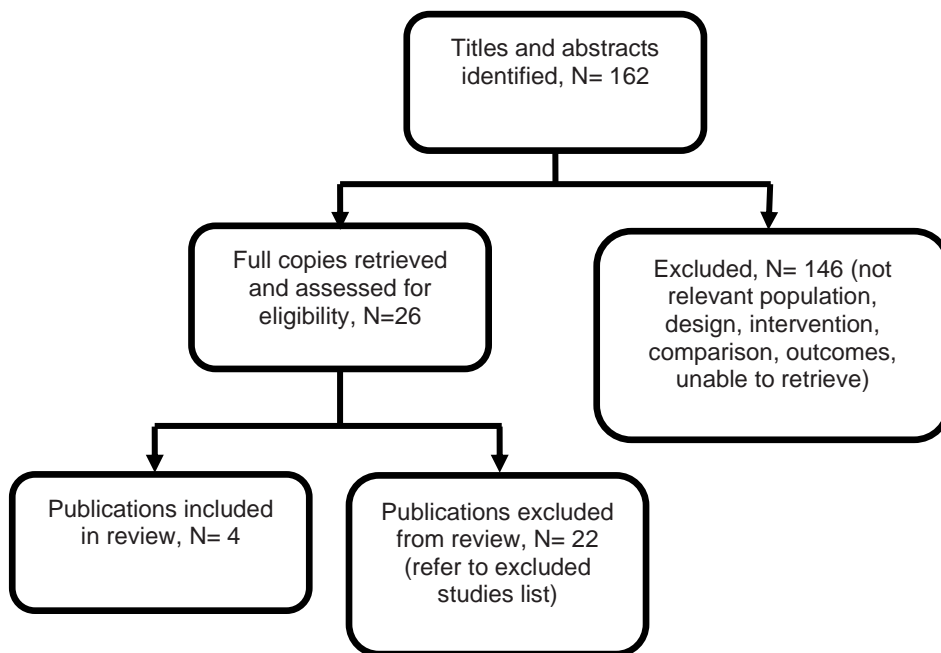 Titles and abstracts
identified, N= 162
Full copies retrieved
and assessed for
eligibility, N=26
Excluded, N= 146 (not
relevant population,
design, intervention,
comparison, outcomes,
unable to retrieve)
Publications included
in review, N= 4
Publications excluded
from review, N= 22
(refer to excluded
studies list)